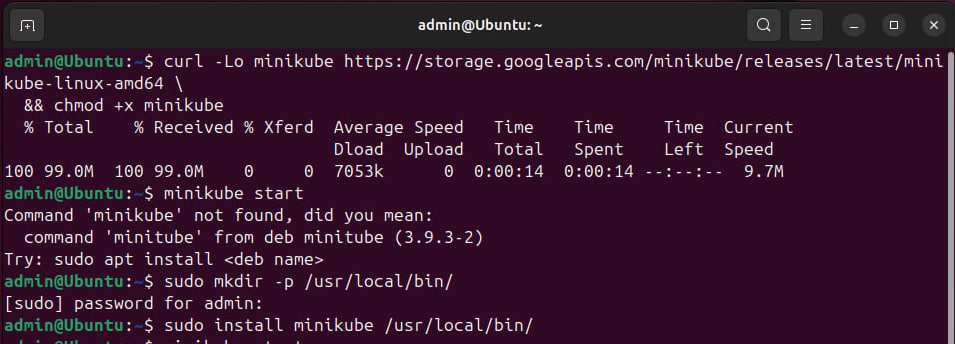 admin@Ubuntu: ~
admin@Ubuntu:~$ curl -Lo minikube https://storage.googleapis.com/minikube/releases/latest/mini
kube-linux-amd64 \
  && chmod +x minikube
  % Total    % Received % Xferd  Average Speed   Time    Time     Time  Current
                                 Dload  Upload   Total   Spent    Left  Speed
100 99.0M  100 99.0M    0     0  7053k      0  0:00:14  0:00:14 --:--:--  9.7M
admin@Ubuntu:~$ minikube start
Command 'minikube' not found, did you mean:
  command 'minitube' from deb minitube (3.9.3-2)
Try: sudo apt install <deb name>
admin@Ubuntu:~$ sudo mkdir -p /usr/local/bin/
[sudo] password for admin:
admin@Ubuntu:~$ sudo install minikube /usr/local/bin/